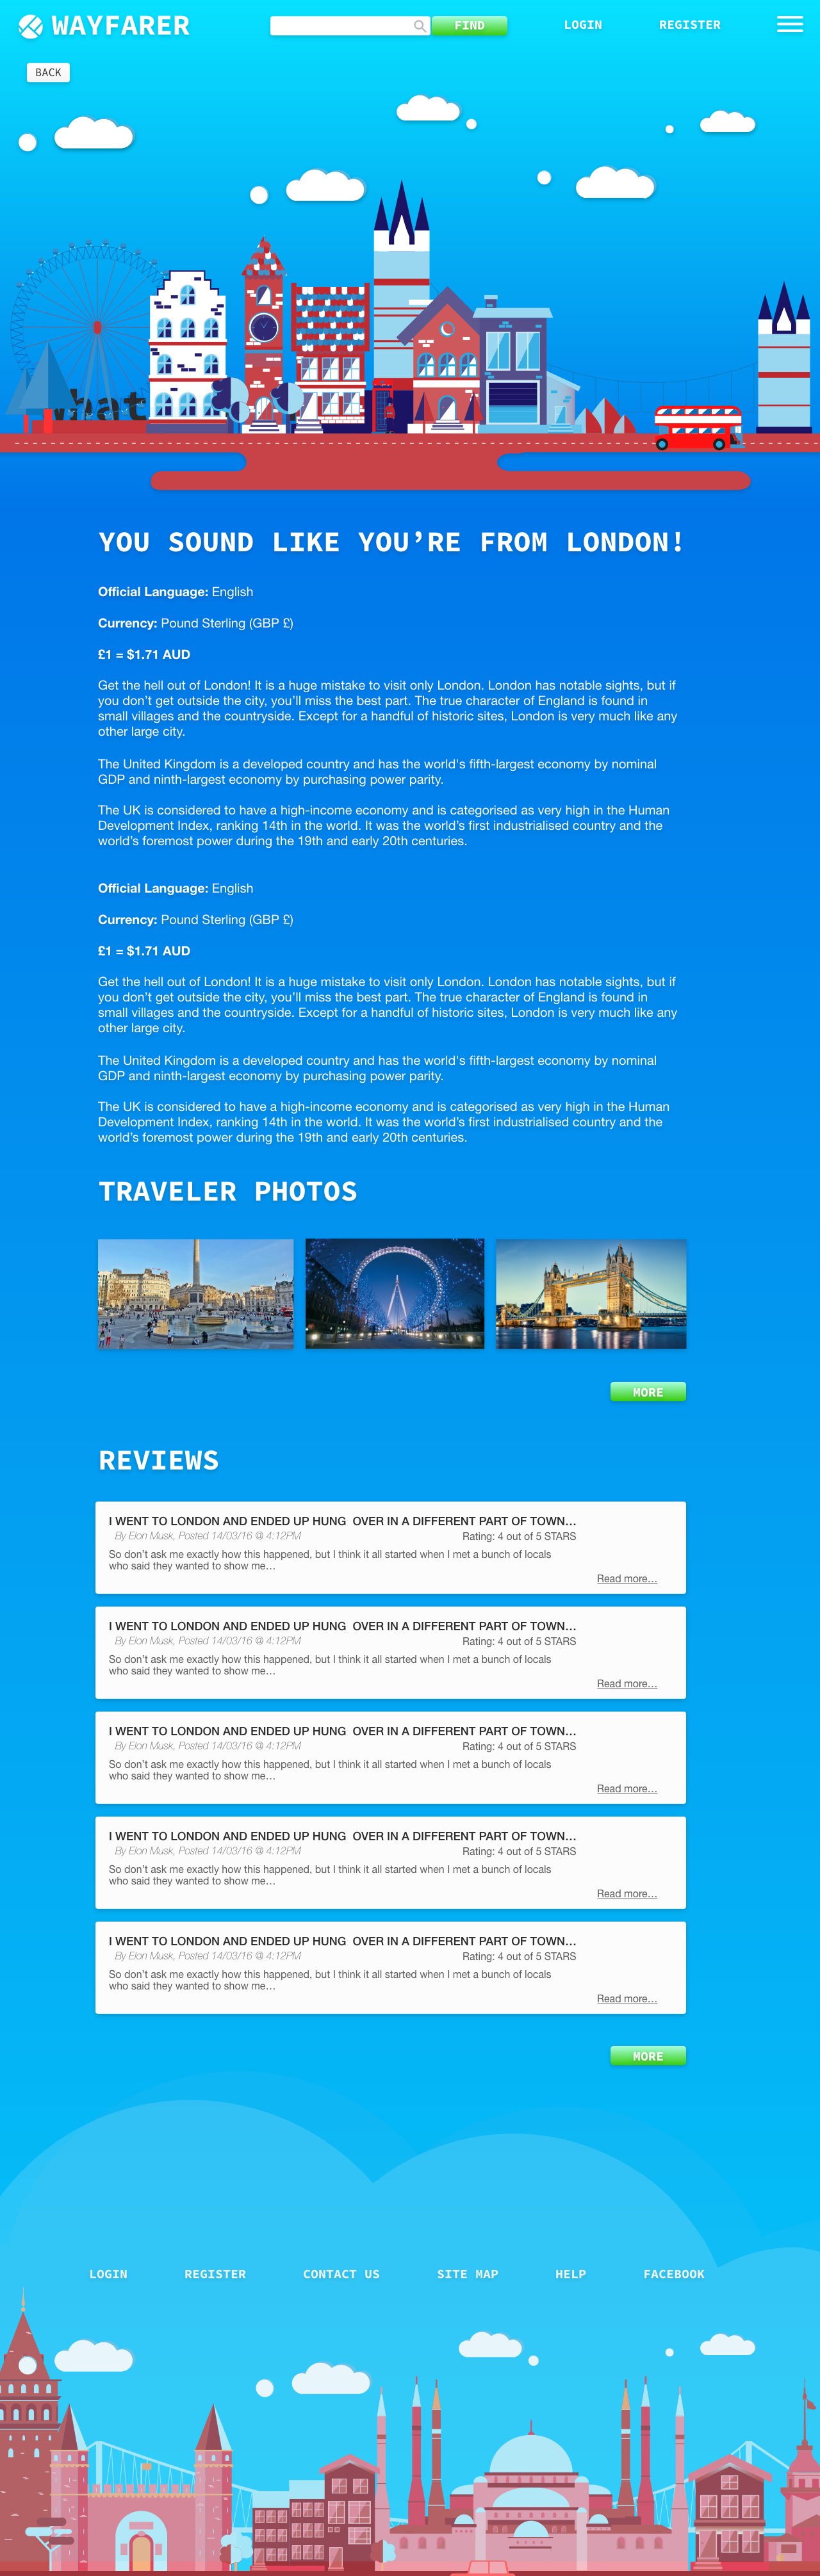 WAYFARER
FIND
LOGIN
REGISTER
BACK
hat
YOU SOUND LIKE YOU’RE FROM LONDON!
Official Language: English
Currency: Pound Sterling (GBP £)
£1 = $1.71 AUD
Get the hell out of London! It is a huge mistake to visit only London. London has notable sights, but if
you don’t get outside the city, you’ll miss the best part. The true character of England is found in
small villages and the countryside. Except for a handful of historic sites, London is very much like any
other large city.
The United Kingdom is a developed country and has the world's fifth-largest economy by nominal
GDP and ninth-largest economy by purchasing power parity.
The UK is considered to have a high-income economy and is categorised as very high in the Human
Development Index, ranking 14th in the world. It was the world’s first industrialised country and the
world’s foremost power during the 19th and early 20th centuries.
Official Language: English
Currency: Pound Sterling (GBP £)
£1 = $1.71 AUD
Get the hell out of London! It is a huge mistake to visit only London. London has notable sights, but if
you don’t get outside the city, you’ll miss the best part. The true character of England is found in
small villages and the countryside. Except for a handful of historic sites, London is very much like any
other large city.
The United Kingdom is a developed country and has the world's fifth-largest economy by nominal
GDP and ninth-largest economy by purchasing power parity.
The UK is considered to have a high-income economy and is categorised as very high in the Human
Development Index, ranking 14th in the world. It was the world’s first industrialised country and the
world’s foremost power during the 19th and early 20th centuries.
TRAVELER PHOTOS
MORE
REVIEWS
I WENT TO LONDON AND ENDED UP HUNG  OVER IN A DIFFERENT PART OF TOWN…
By Elon Musk, Posted 14/03/16 @ 4:12PM
Rating: 4 out of 5 STARS
So don’t ask me exactly how this happened, but I think it all started when I met a bunch of locals
who said they wanted to show me…
Read more…
I WENT TO LONDON AND ENDED UP HUNG  OVER IN A DIFFERENT PART OF TOWN…
By Elon Musk, Posted 14/03/16 @ 4:12PM
Rating: 4 out of 5 STARS
So don’t ask me exactly how this happened, but I think it all started when I met a bunch of locals
who said they wanted to show me…
Read more…
I WENT TO LONDON AND ENDED UP HUNG  OVER IN A DIFFERENT PART OF TOWN…
By Elon Musk, Posted 14/03/16 @ 4:12PM
Rating: 4 out of 5 STARS
So don’t ask me exactly how this happened, but I think it all started when I met a bunch of locals
who said they wanted to show me…
Read more…
I WENT TO LONDON AND ENDED UP HUNG  OVER IN A DIFFERENT PART OF TOWN…
By Elon Musk, Posted 14/03/16 @ 4:12PM
Rating: 4 out of 5 STARS
So don’t ask me exactly how this happened, but I think it all started when I met a bunch of locals
who said they wanted to show me…
Read more…
I WENT TO LONDON AND ENDED UP HUNG  OVER IN A DIFFERENT PART OF TOWN…
By Elon Musk, Posted 14/03/16 @ 4:12PM
Rating: 4 out of 5 STARS
So don’t ask me exactly how this happened, but I think it all started when I met a bunch of locals
who said they wanted to show me…
Read more…
MORE
LOGIN
REGISTER
CONTACT US
SITE MAP
HELP
FACEBOOK